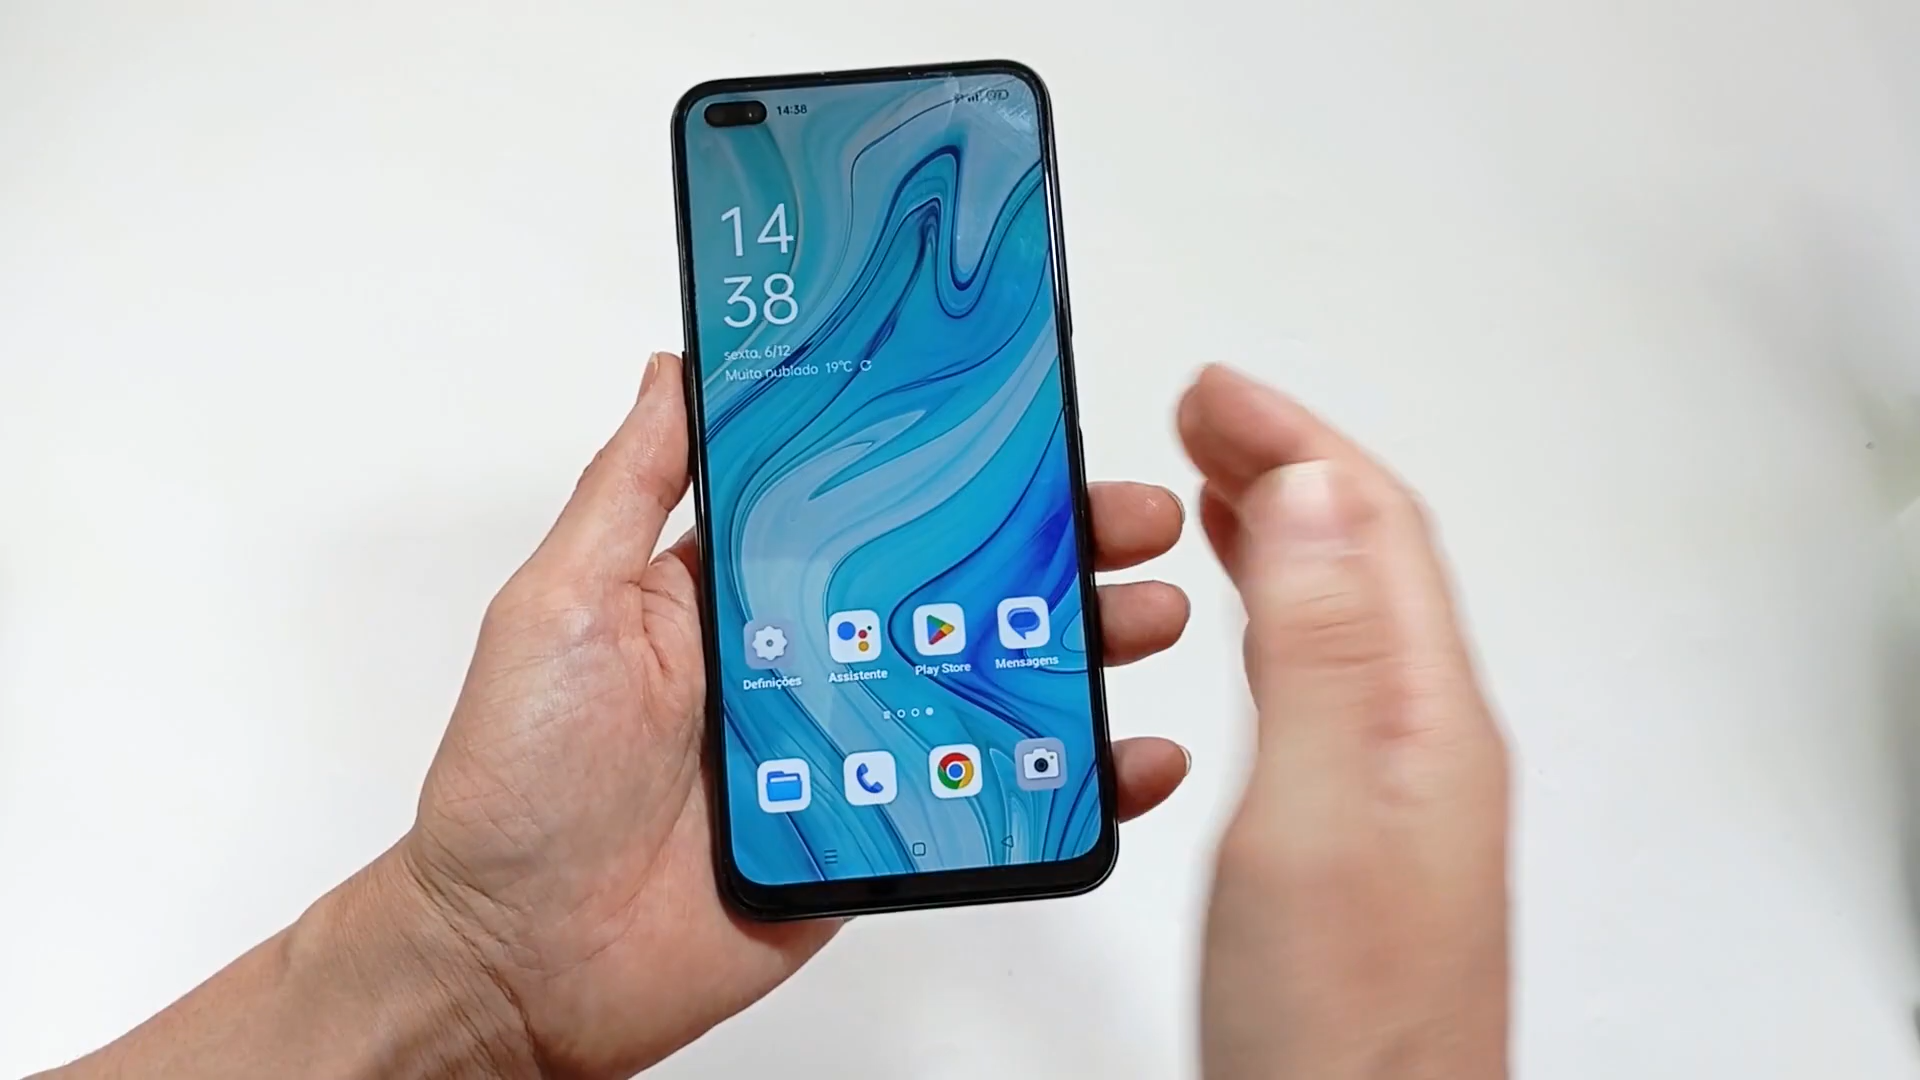 14:38
14
38
sexta, 6/12
Muito nublado 19°C
Definições
Assistente
Play Store
Mensagens